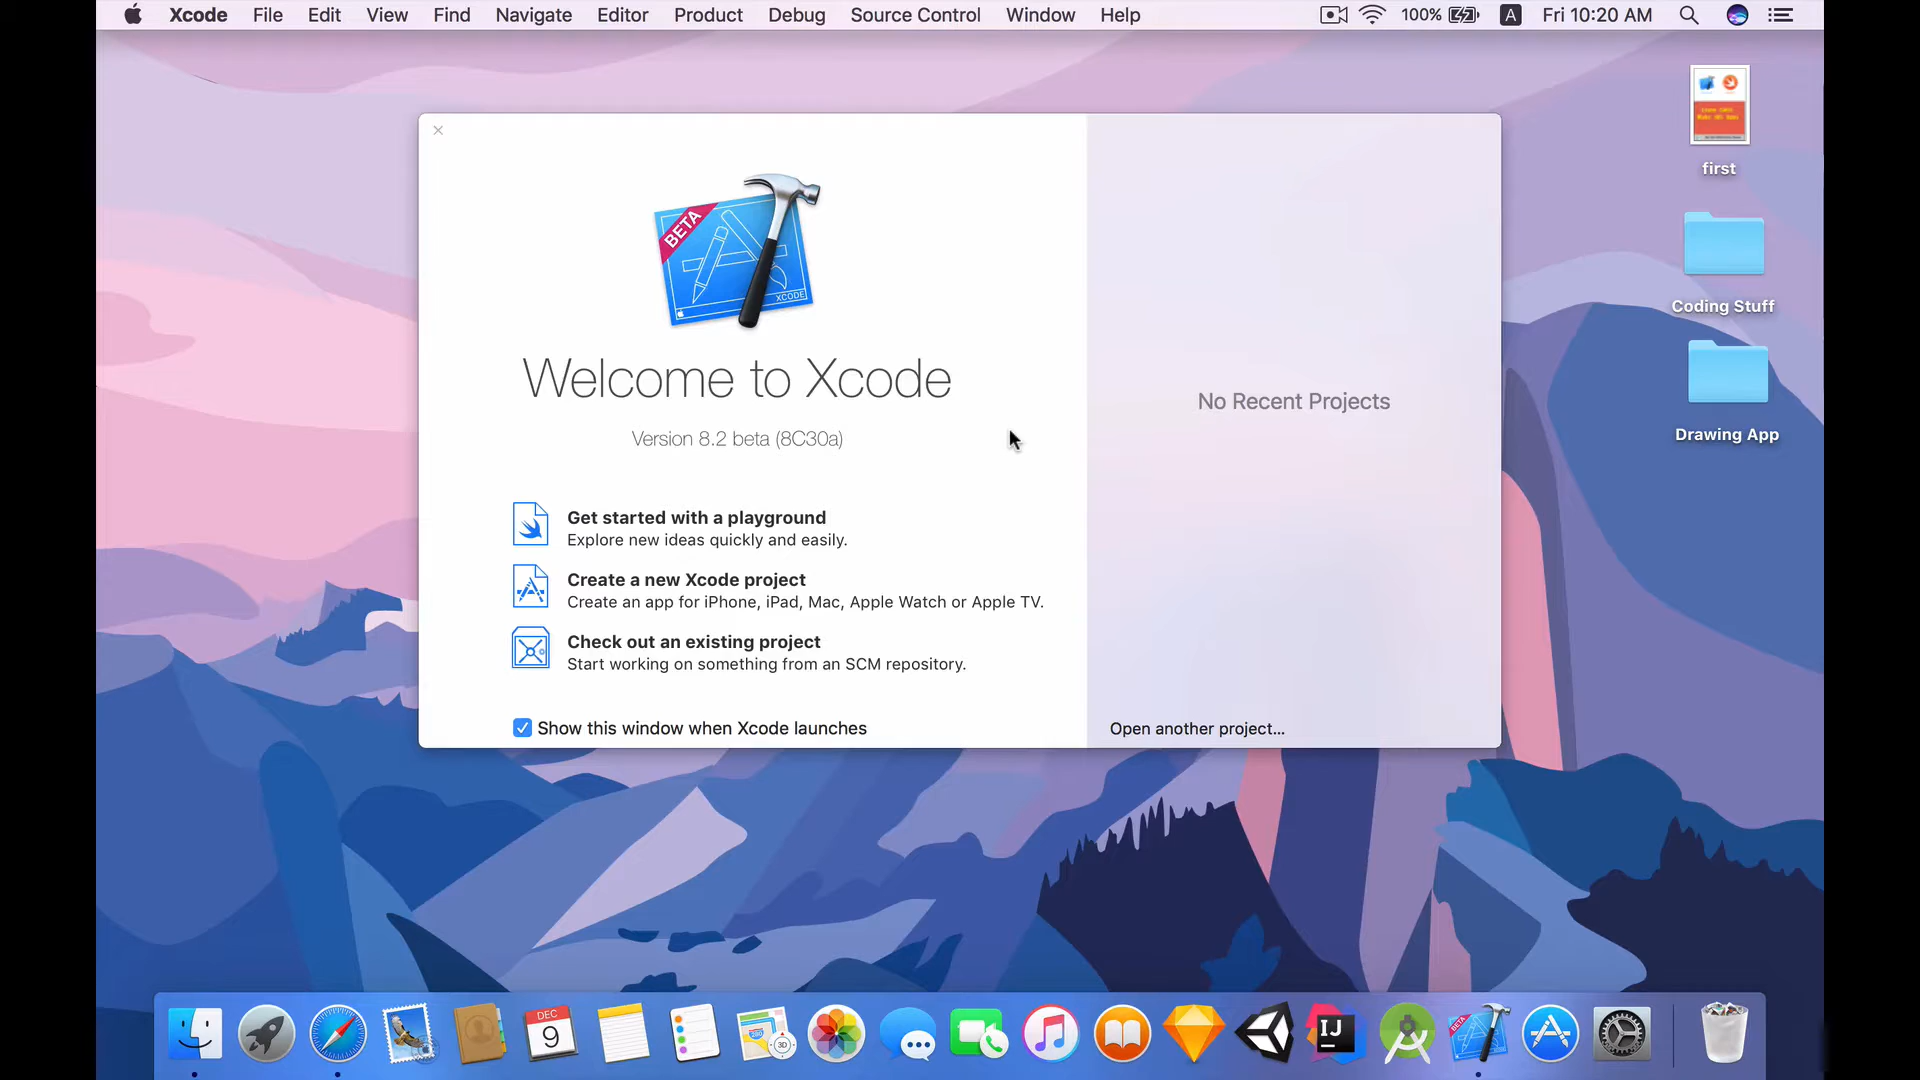 Xcode File Edit View Find Navigate Editor Product Debug Source Control Window Help 100% A Fri 10:20 AM
first
Coding Stuff
Drawing App
BETA
XCODE
Welcome to Xcode
Version 8.2 beta (8C30a)
Get started with a playground
Explore new ideas quickly and easily.
Create a new Xcode project
Create an app for iPhone, iPad, Mac, Apple Watch or Apple TV.
Check out an existing project
Start working on something from an SCM repository.
Show this window when Xcode launches
No Recent Projects
Open another project...
DEC
9
3D
IJ
BETA